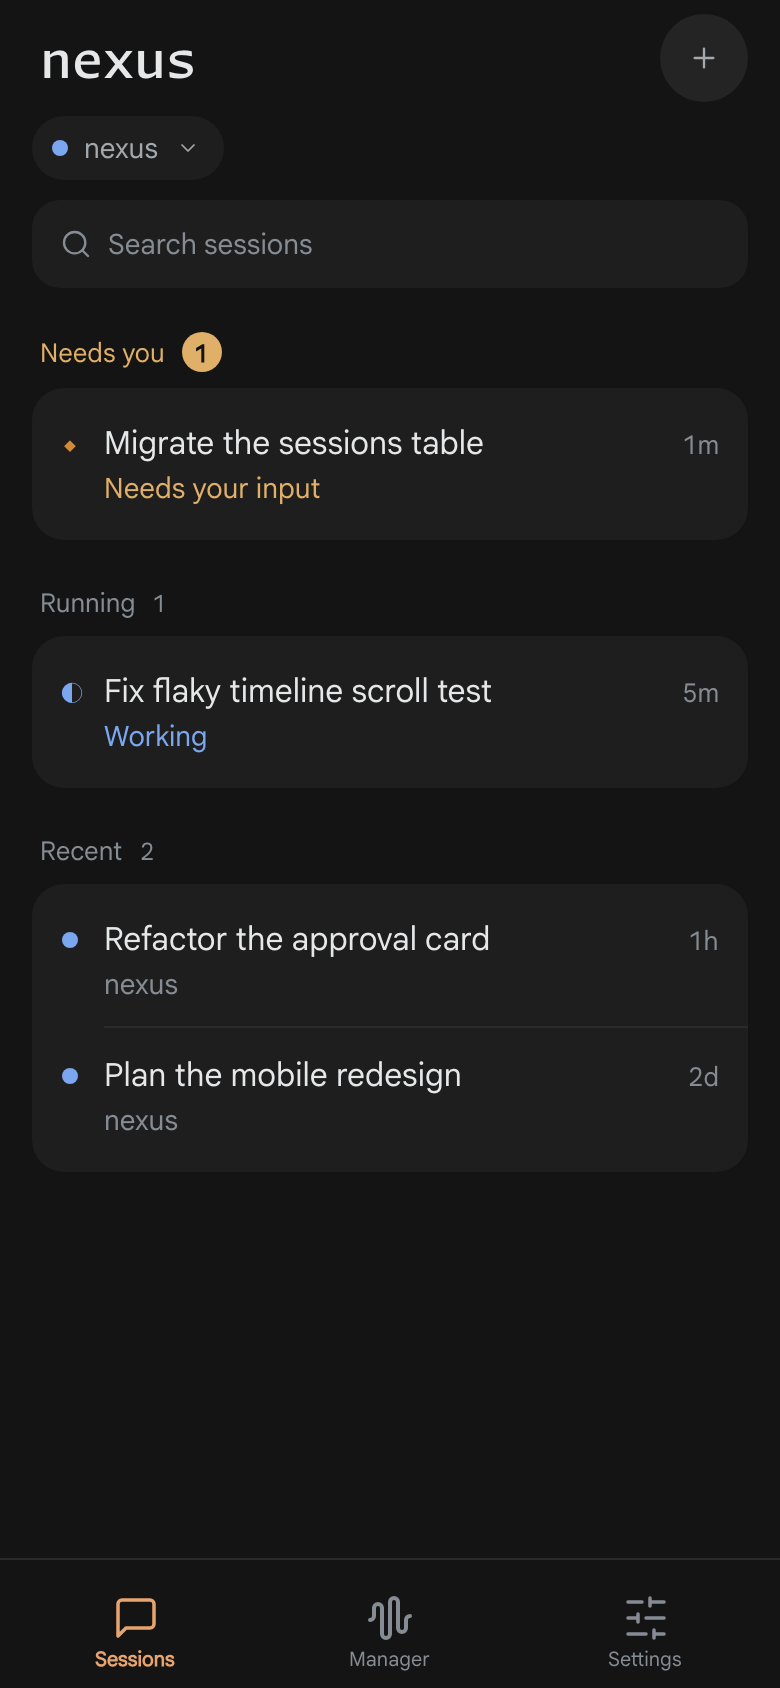 nexus
nexus
Search sessions
Needs you 1
Migrate the sessions table 1m
Needs your input
Running 1
Fix flaky timeline scroll test 5m
Working
Recent 2
Refactor the approval card 1h
nexus
Plan the mobile redesign 2d
nexus
Sessions Manager Settings